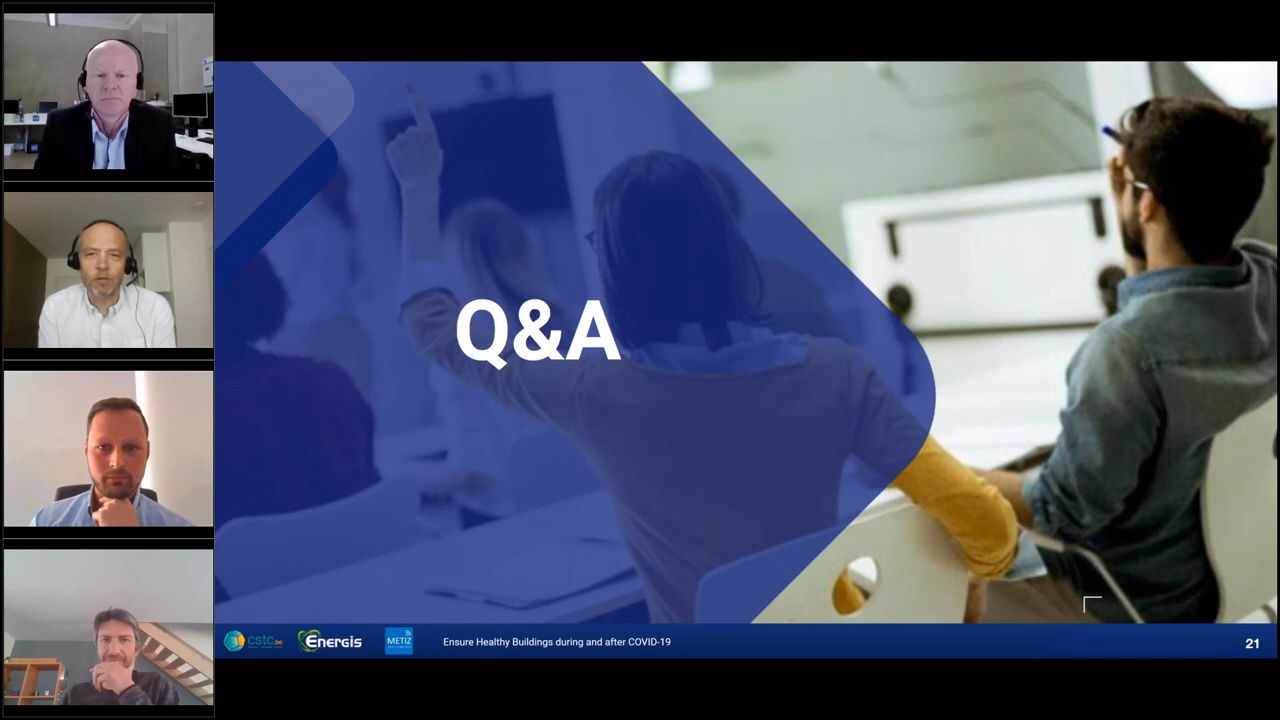 Q&A
cstc.be
Energis
METIZ
Ensure Healthy Buildings during and after COVID-19
21